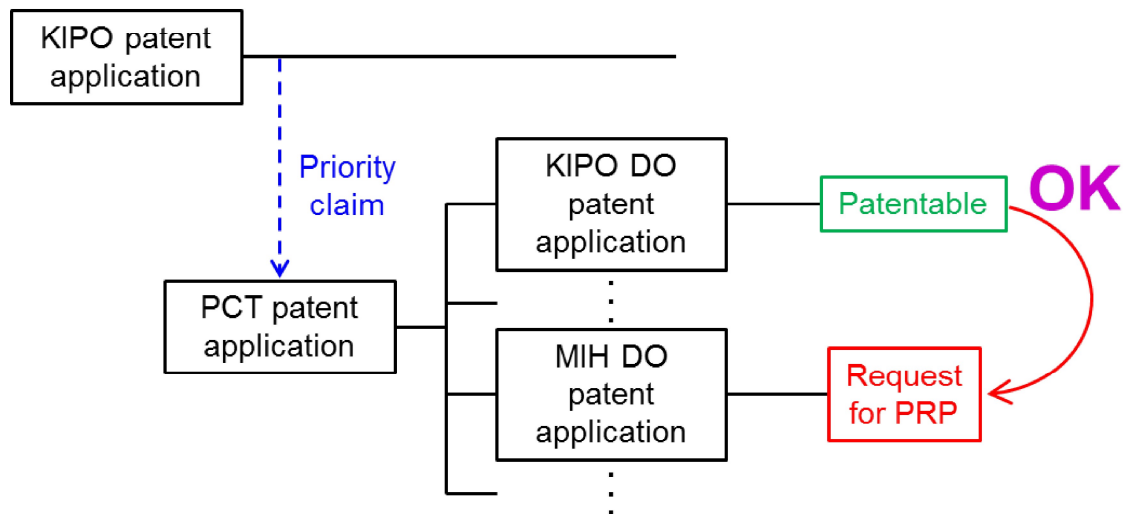 KIPO patent
application
Priority
claim
PCT patent
application
KIPO DO
patent
application
Patentable
OK
MIH DO
patent
application
Request
for PRP